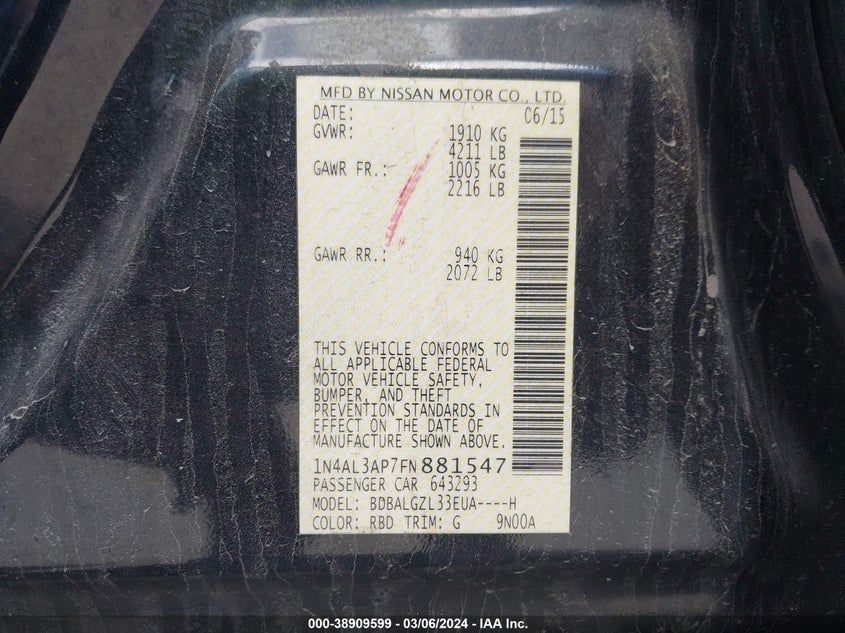 MFD BY NISSAN MOTOR CO., LTD.
DATE: 06/15
GVWR: 1910 KG
4211 LB
GAWR FR.: 1005 KG
2216 LB
GAWR RR.: 940 KG
2072 LB
THIS VEHICLE CONFORMS TO
ALL APPLICABLE FEDERAL
MOTOR VEHICLE SAFETY,
BUMPER, AND THEFT
PREVENTION STANDARDS IN
EFFECT ON THE DATE OF
MANUFACTURE SHOWN ABOVE.
1N4AL3AP7FN881547
PASSENGER CAR 643293
MODEL: BDBALGZL33EUA----H
COLOR: RBD TRIM: G 9N00A
000-38909599 - 03/06/2024 - IAA Inc.